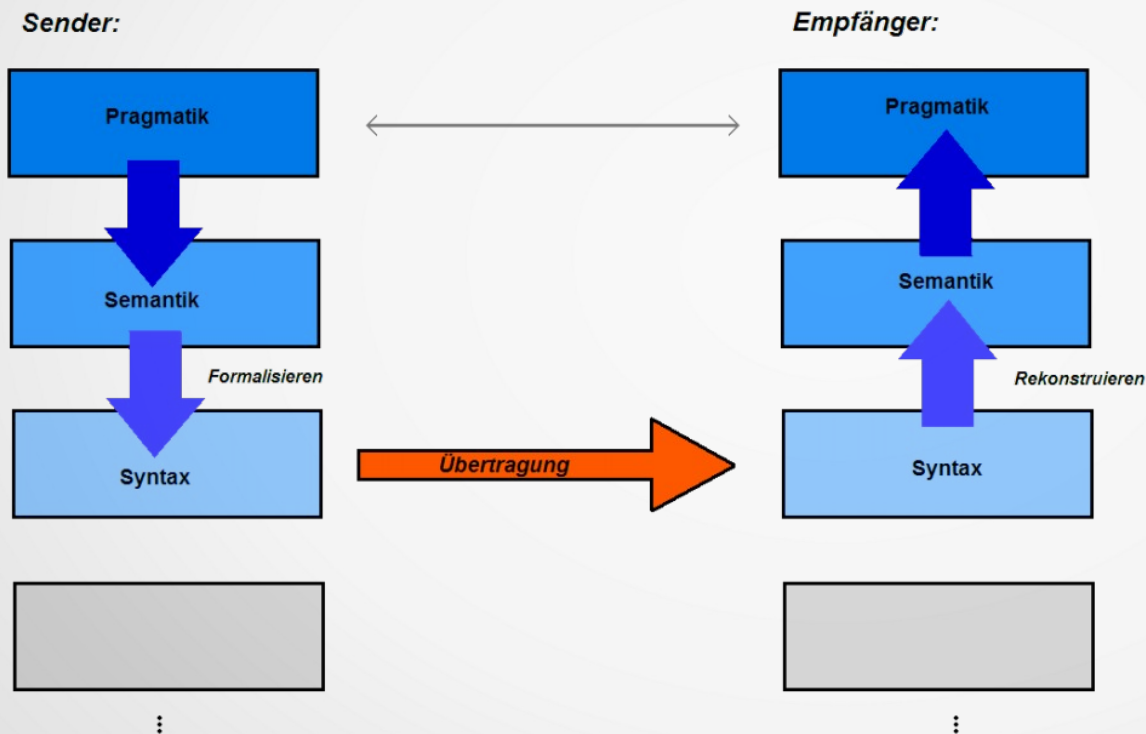 Sender:
Empfänger:
Pragmatik
Pragmatik
Semantik
Semantik
Formalisieren
Rekonstruieren
Übertragung
Syntax
Syntax